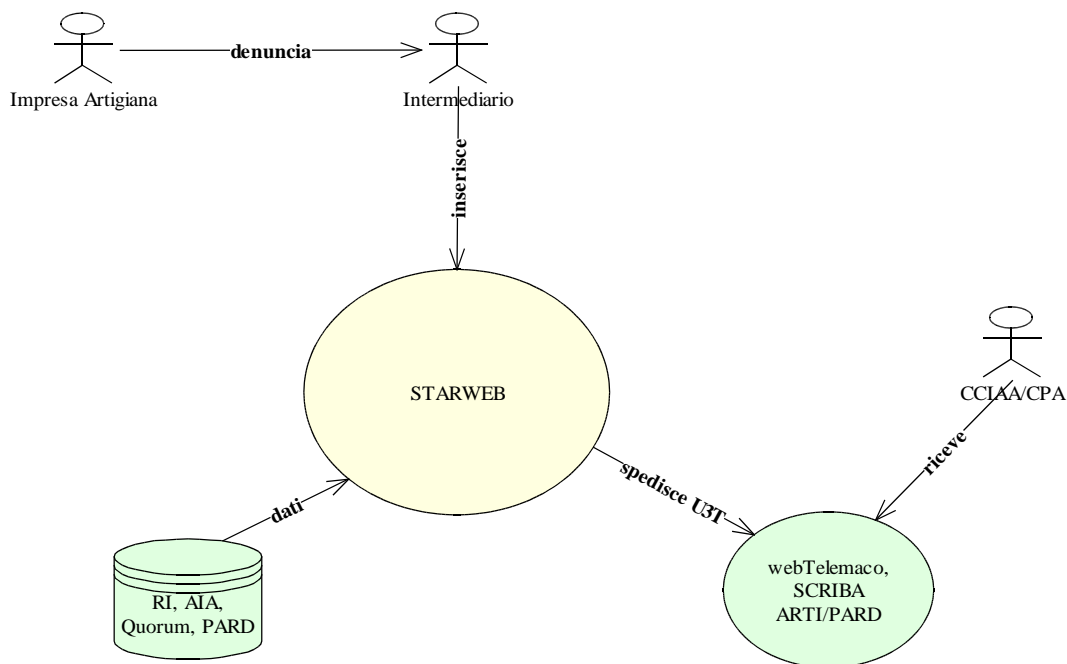 denuncia
Impresa Artigiana
Intermediario
inserisce
STARWEB
CCIAA/CPA
riceve
spedisce U3T
dati
webTelemaco,
SCRIBA
ARTI/PARD
RI, AIA,
Quorum, PARD